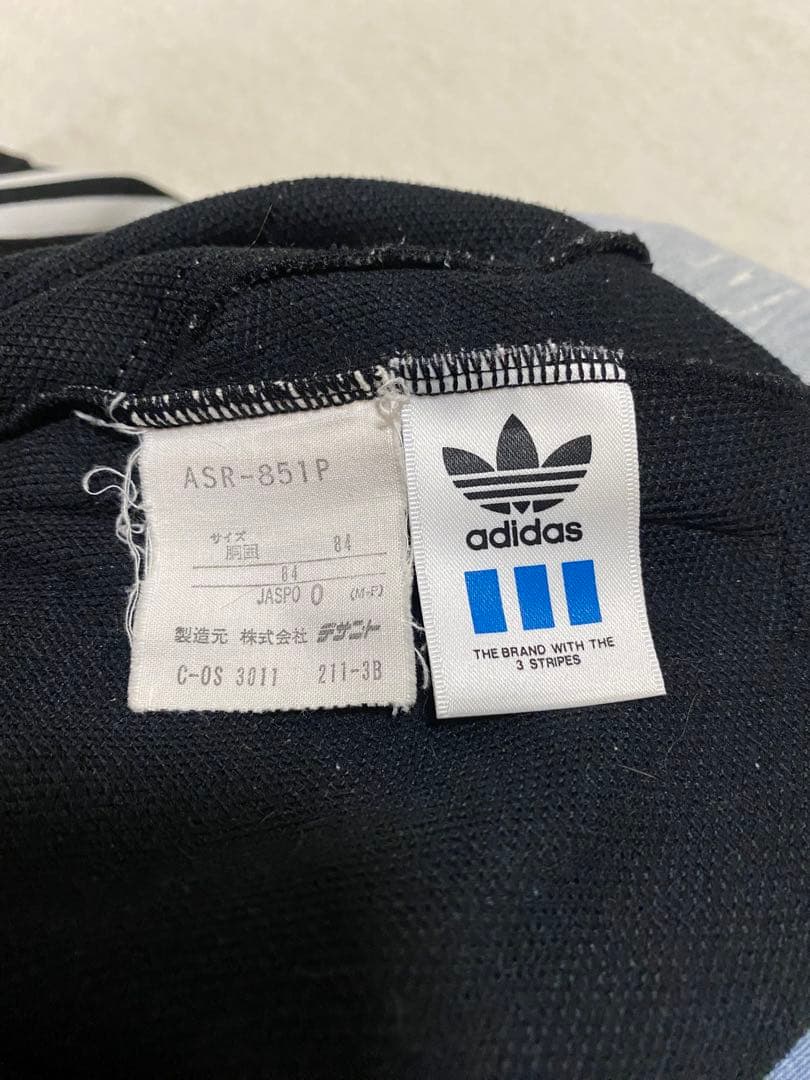 ASR-851P
サイズ
胴囲 84
84
JASPO O (M-P)
製造元 株式会社 デサント
C-OS 3011 211-3B
adidas
THE BRAND WITH THE
3 STRIPES